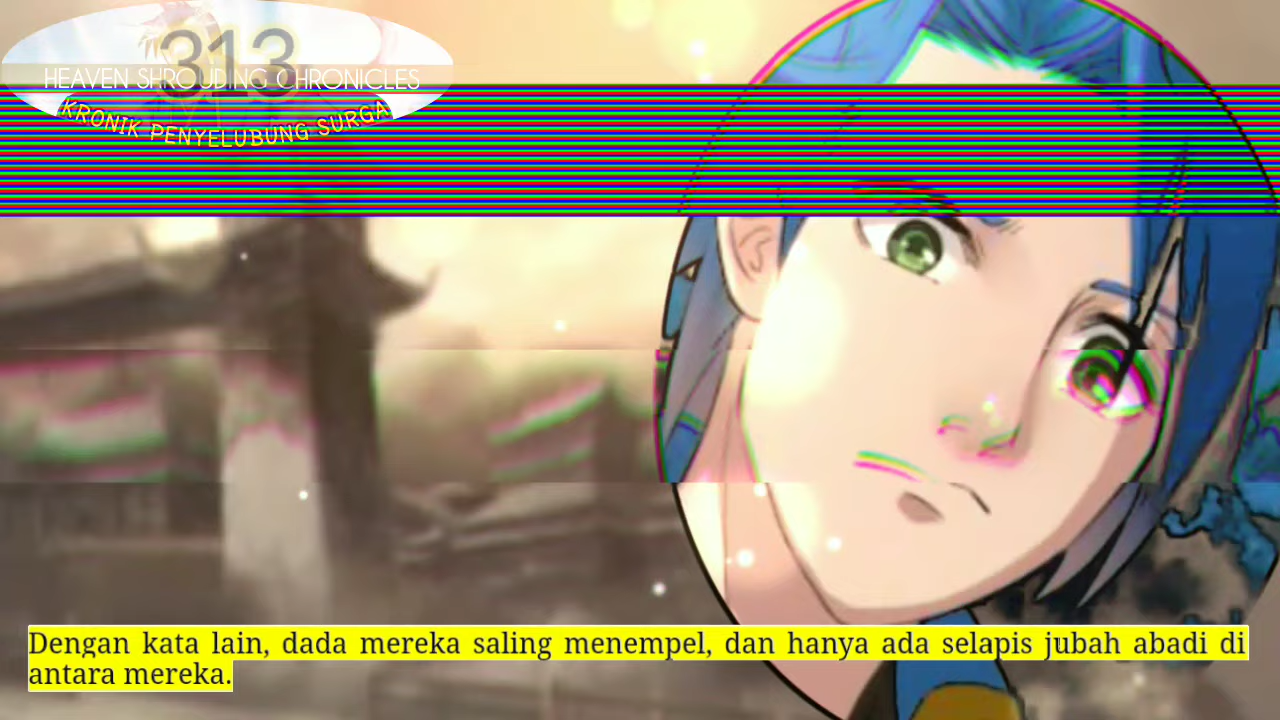 313
HEAVEN SHROUDING CHRONICLES
KRONIK PENYELUBUNG SURGA
Dengan kata lain, dada mereka saling menempel, dan hanya ada selapis jubah abadi di
antara mereka.